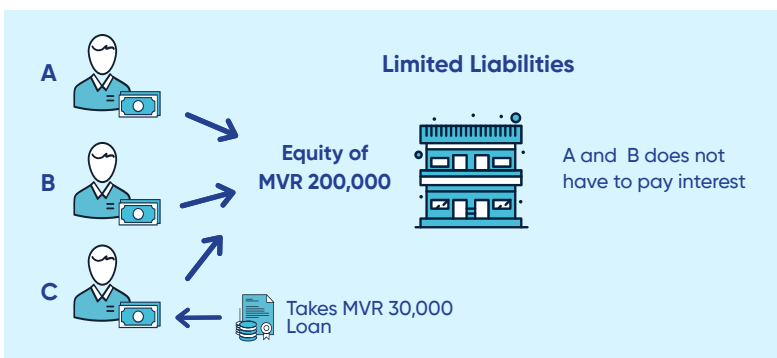 Limited Liabilities
A
B
C
Equity of
MVR 200,000
A and B does not
have to pay interest
Takes MVR 30,000
Loan